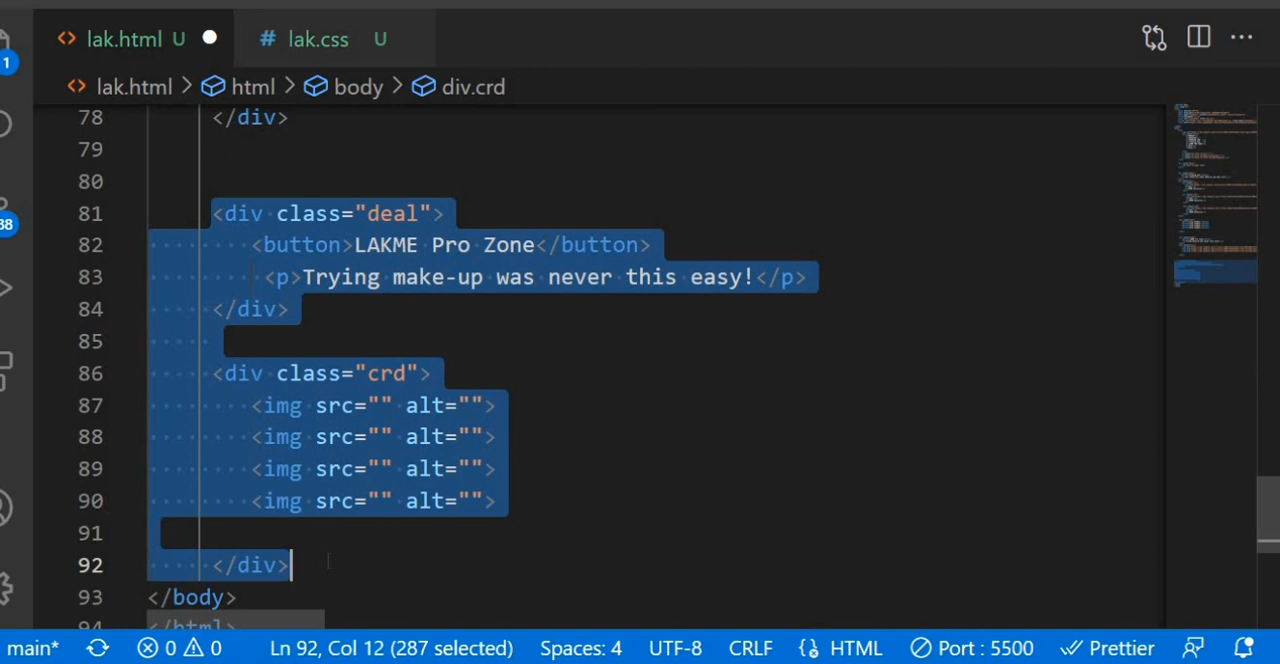 lak.html U lak.css U
1 lak.html > html > body > div.crd
78 </div>
79
80
81 <div class="deal">
38 82 <button>LAKME Pro Zone</button>
83 <p>Trying make-up was never this easy!</p>
84 </div>
85
86 <div class="crd">
87 <img src="" alt="">
88 <img src="" alt="">
89 <img src="" alt="">
90 <img src="" alt="">
91
92 </div>
93 </body>
94 </html>
main* 0 0 Ln 92, Col 12 (287 selected) Spaces: 4 UTF-8 CRLF HTML Port : 5500 Prettier